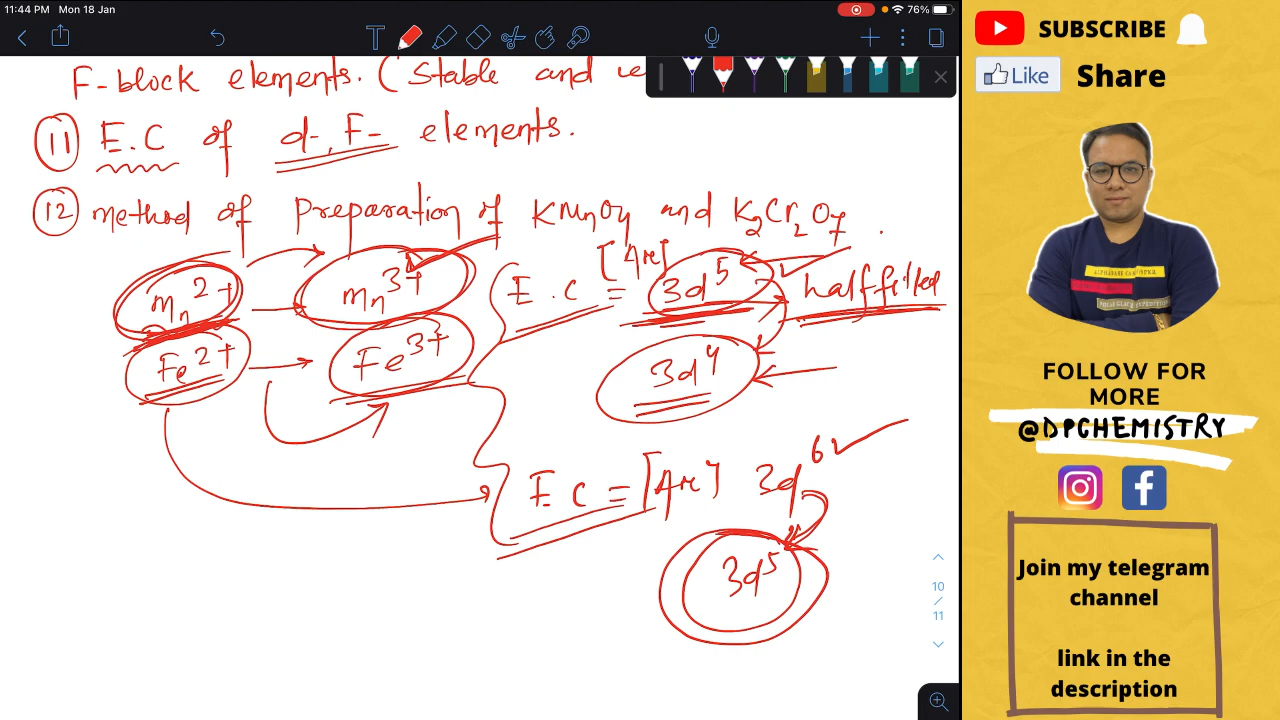 11:44 PM Mon 18 Jan
76%
F-block elements. (Stable and
11 E.C of d-, F- elements.
12 method of preparation of KMnO4 and K2Cr2O7.
Mn2+ Mn3+ E.C = [Ar] 3d5 half filled
Fe2+ Fe3+ 3d4
E C = [Ar] 3d6
3d5
10
/
11
SUBSCRIBE
Like Share
FOLLOW FOR
MORE
@DPCHEMISTRY
Join my telegram
channel
link in the
description